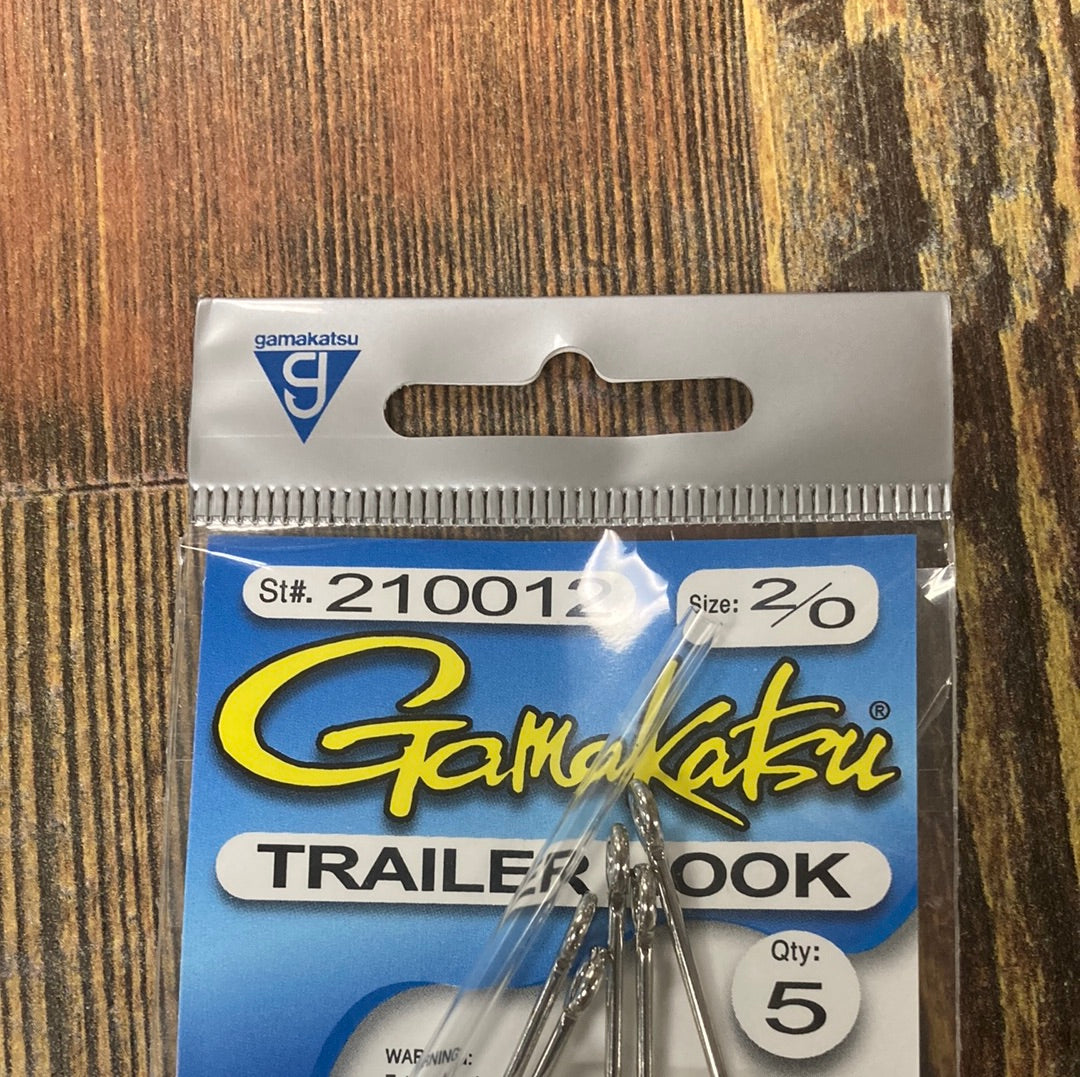 gamakatsu
St#. 210012
Size: 2/0
Gamakatsu®
TRAILER HOOK
Qty:
5
WARNING: